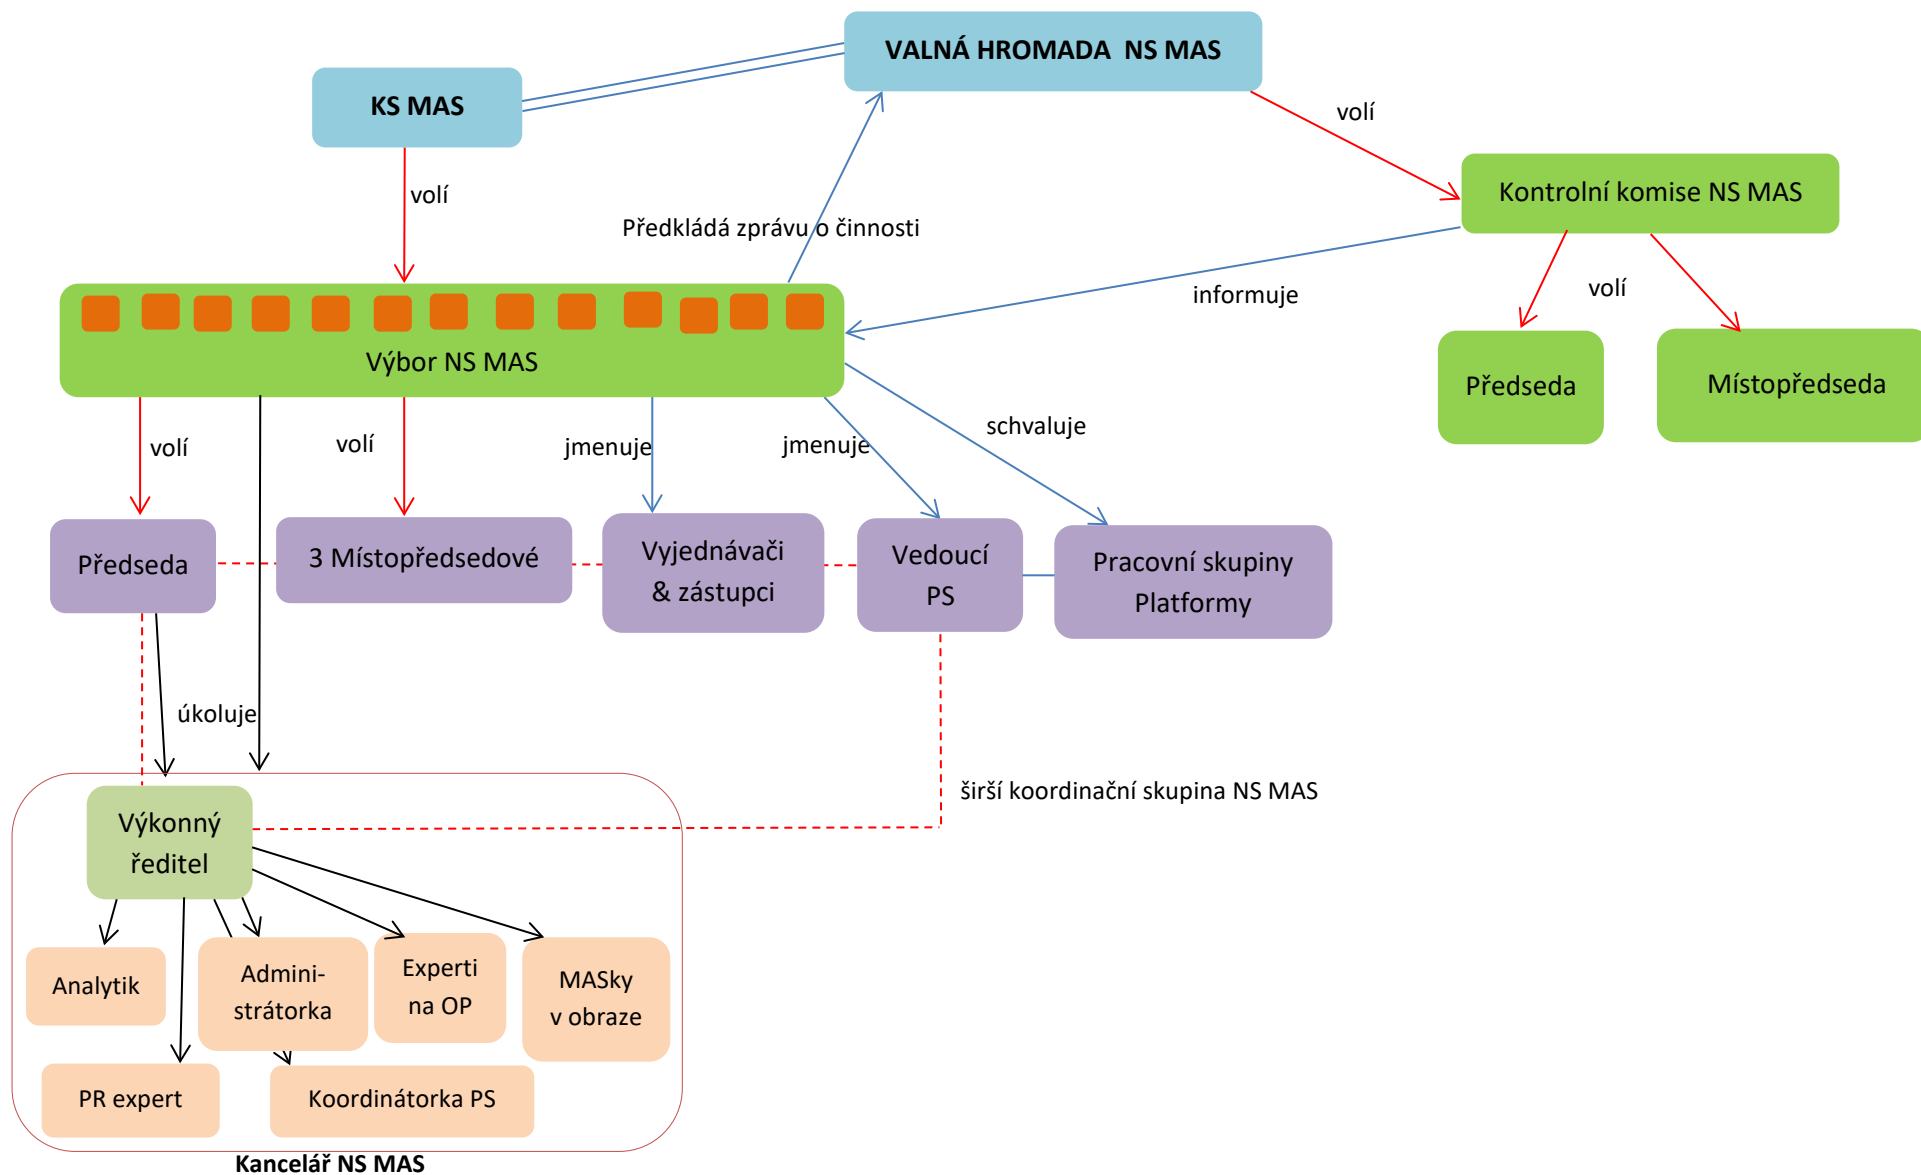 VALNÁ HROMADA  NS MAS
KS MAS
volí
volí
Kontrolní komise NS MAS
Předkládá zprávu o činnosti
informuje
volí
Výbor NS MAS
Předseda
Místopředseda
volí
volí
jmenuje
jmenuje
schvaluje
Předseda
3 Místopředsedové
Vyjednávači
& zástupci
Vedoucí
PS
Pracovní skupiny
Platformy
úkoluje
širší koordinační skupina NS MAS
Výkonný
ředitel
Analytik
Admini-
strátorka
Experti
na OP
MASky
v obraze
PR expert
Koordinátorka PS
Kancelář NS MAS